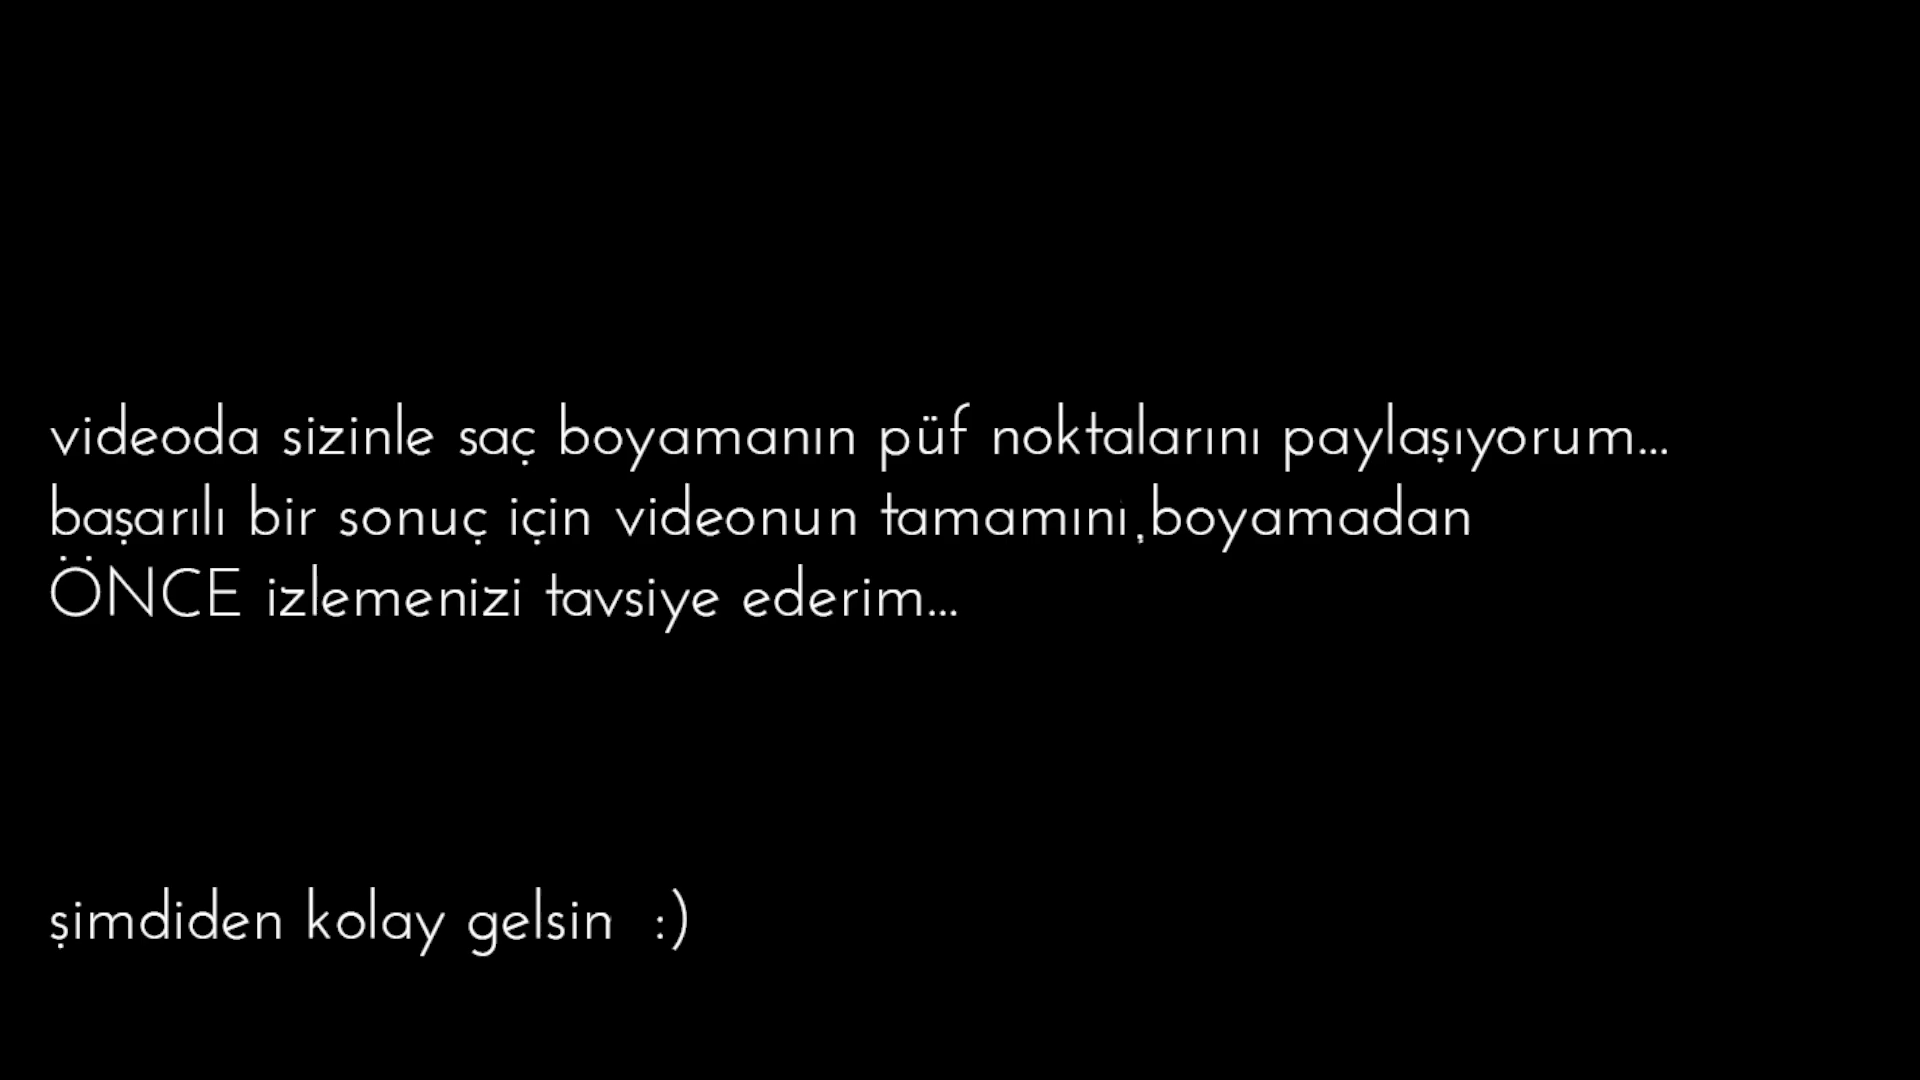 videoda sizinle saç boyamanın püf noktalarını paylaşıyorum...
başarılı bir sonuç için videonun tamamını,boyamadan
ÖNCE izlemenizi tavsiye ederim...
şimdiden kolay gelsin :)